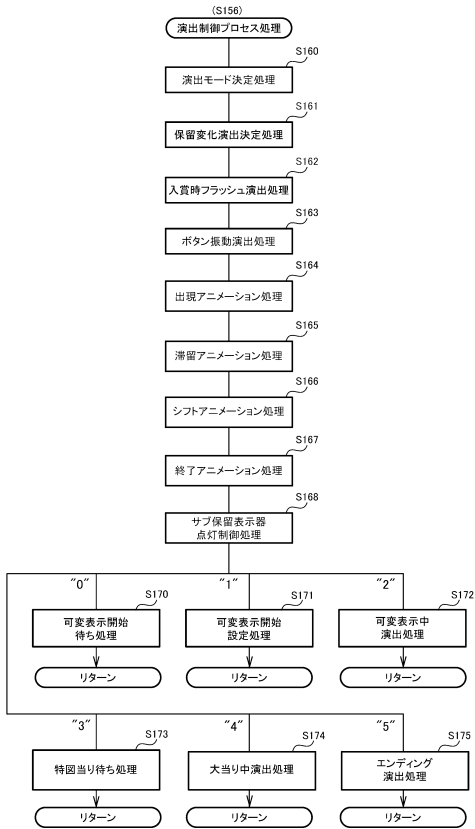 (S156)
演出制御プロセス処理
S160
演出モード決定処理
S161
保留変化演出決定処理
S162
入賞時フラッシュ演出処理
S163
ボタン振動演出処理
S164
出現アニメーション処理
S165
滞留アニメーション処理
S166
シフトアニメーション処理
S167
終了アニメーション処理
S168
サブ保留表示器
点灯制御処理
"0"
S170
可変表示開始
待ち処理
リターン
"1"
S171
可変表示開始
設定処理
リターン
"2"
S172
可変表示中
演出処理
リターン
"3"
S173
特図当り待ち処理
リターン
"4"
S174
大当り中演出処理
リターン
"5"
S175
エンディング
演出処理
リターン